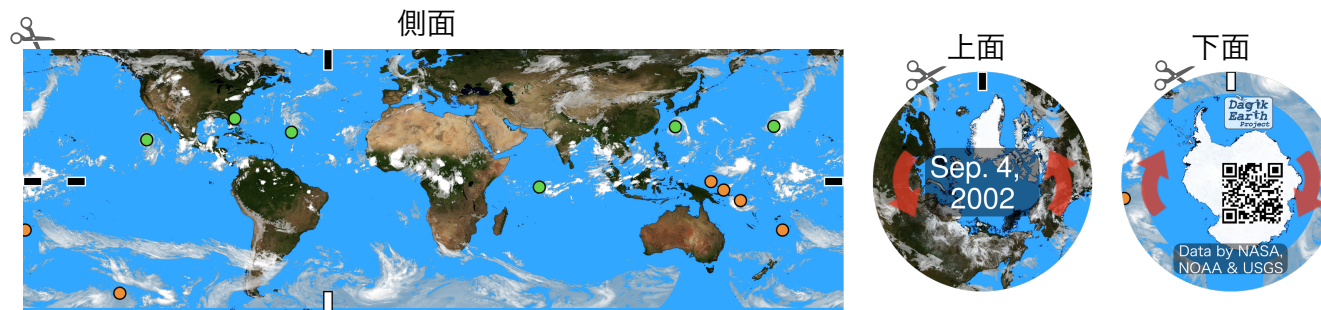 側面
上面
下面
Sep. 4,
2002
Dagik
Earth
Project
Data by NASA,
NOAA & USGS